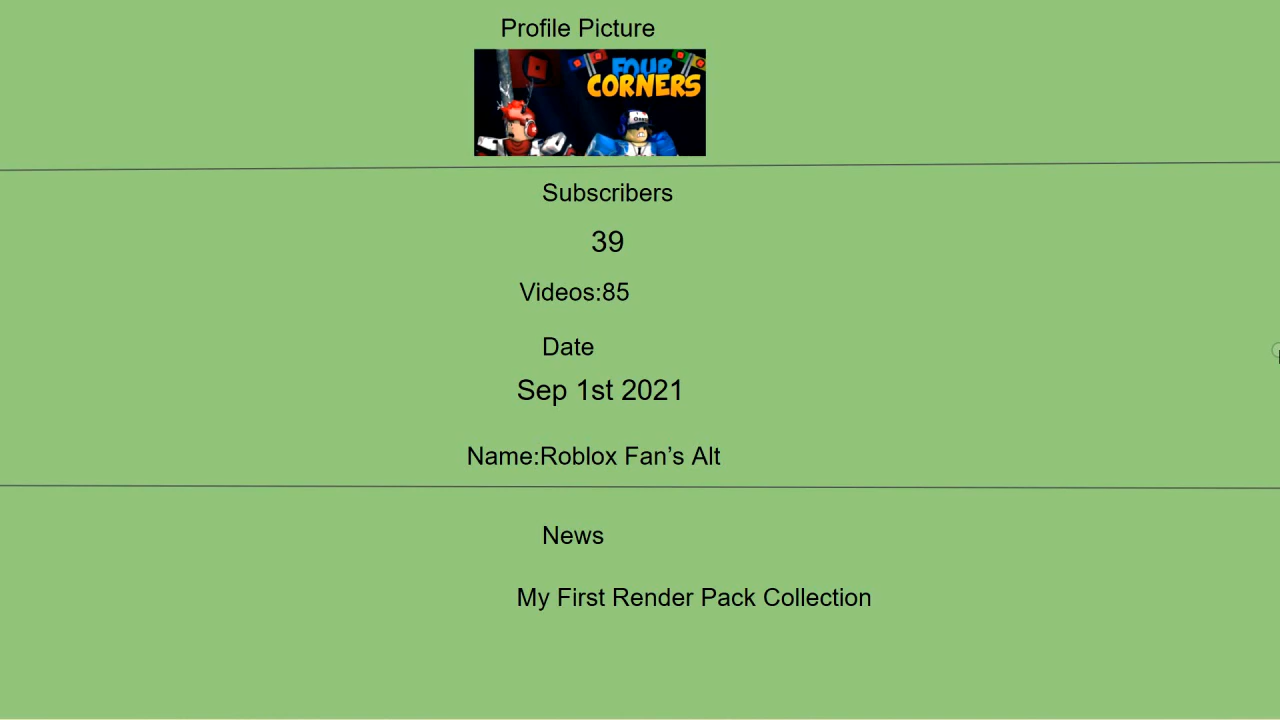 Profile Picture
FOUR
CORNERS
Subscribers
39
Videos:85
Date
Sep 1st 2021
Name:Roblox Fan’s Alt
News
My First Render Pack Collection